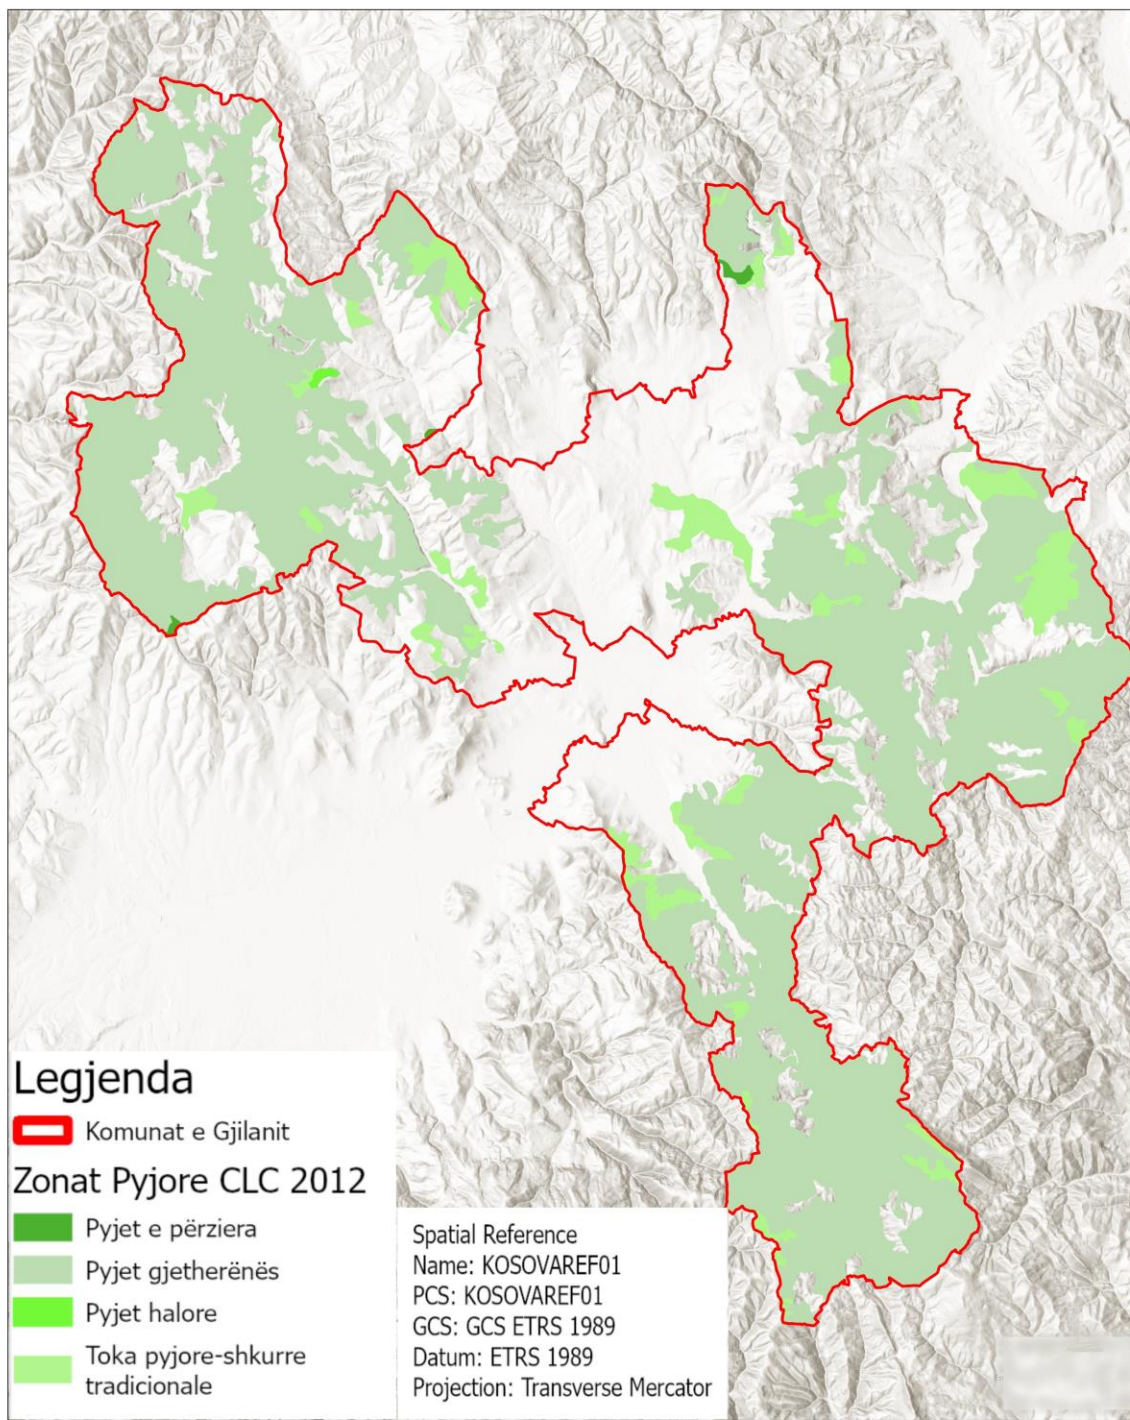 Legjenda
Komunat e Gjilanit
Zonat Pyjore CLC 2012
Pyjet e përziera
Pyjet gjetherënës
Pyjet halore
Toka pyjore-shkurre
tradicionale
Spatial Reference
Name: KOSOVAREF01
PCS: KOSOVAREF01
GCS: GCS ETRS 1989
Datum: ETRS 1989
Projection: Transverse Mercator